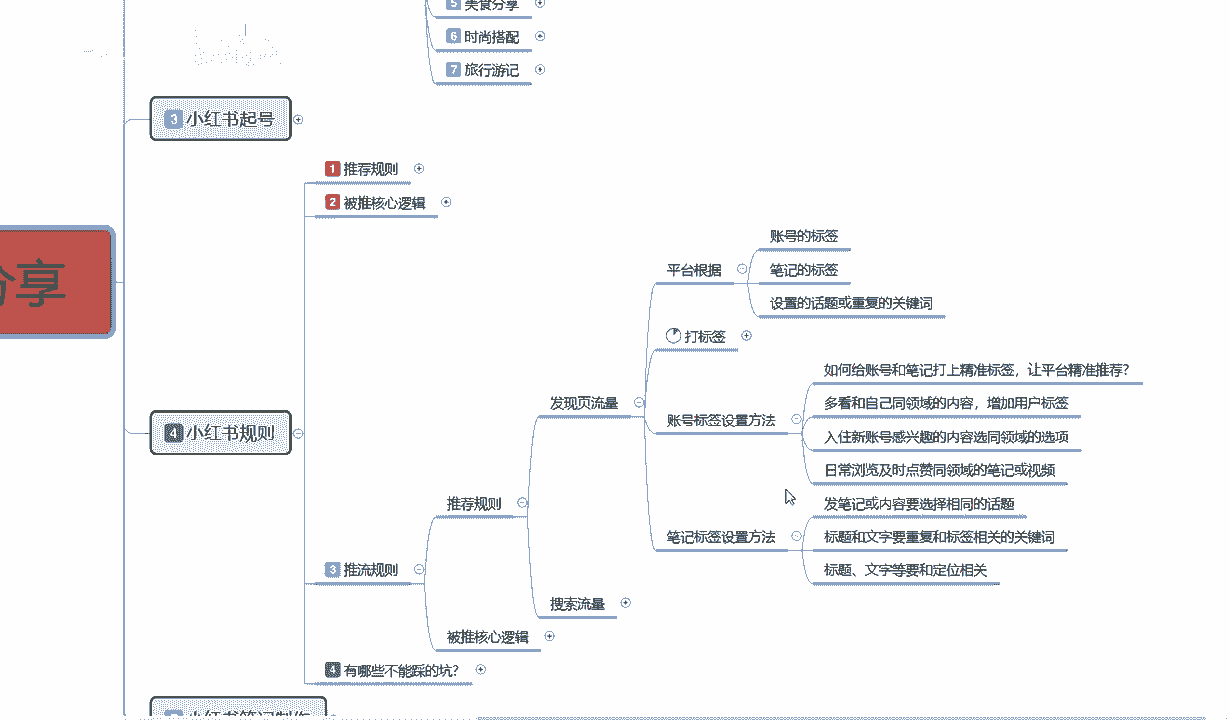 5 美食分享
6 时尚搭配
7 旅行游记
3 小红书起号
1 推荐规则
2 被推核心逻辑
账号的标签
平台根据
笔记的标签
设置的话题或重复的关键词
分享
打标签
如何给账号和笔记打上精准标签，让平台精准推荐？
发现页流量
多看和自己同领域的内容，增加用户标签
账号标签设置方法
4 小红书规则
入住新账号感兴趣的内容选同领域的选项
日常浏览及时点赞同领域的笔记或视频
推荐规则
发笔记或内容要选择相同的话题
笔记标签设置方法
标题和文字要重复和标签相关的关键词
3 推流规则
标题、文字等要和定位相关
搜索流量
被推核心逻辑
4 有哪些不能踩的坑？
小红书笔记制作